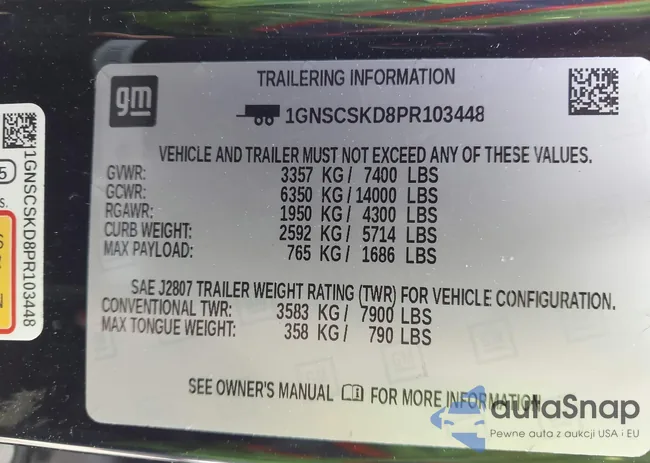 gm
TRAILERING INFORMATION
1GNSCSKD8PR103448
VEHICLE AND TRAILER MUST NOT EXCEED ANY OF THESE VALUES.
GVWR: 3357 KG / 7400 LBS
GCWR: 6350 KG / 14000 LBS
RGAWR: 1950 KG / 4300 LBS
CURB WEIGHT: 2592 KG / 5714 LBS
MAX PAYLOAD: 765 KG / 1686 LBS
SAE J2807 TRAILER WEIGHT RATING (TWR) FOR VEHICLE CONFIGURATION.
CONVENTIONAL TWR: 3583 KG / 7900 LBS
MAX TONGUE WEIGHT: 358 KG / 790 LBS
SEE OWNER'S MANUAL FOR MORE INFORMATION
1GNSCSKD8PR103448
5
S.
autaSnap
Pewne auta z aukcji USA i EU